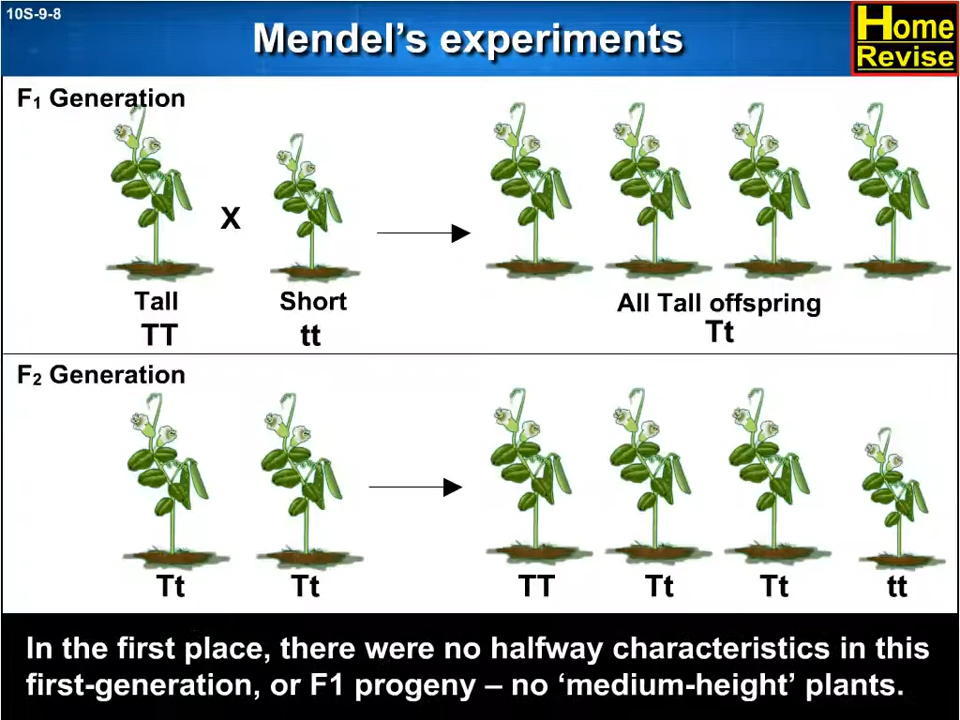 10S-9-8
Mendel's experiments
Home
Revise
F₁ Generation
X
Tall
Short
All Tall offspring
TT
tt
Tt
F₂ Generation
Tt
Tt
TT
Tt
Tt
tt
In the first place, there were no halfway characteristics in this
first-generation, or F1 progeny – no ‘medium-height’ plants.